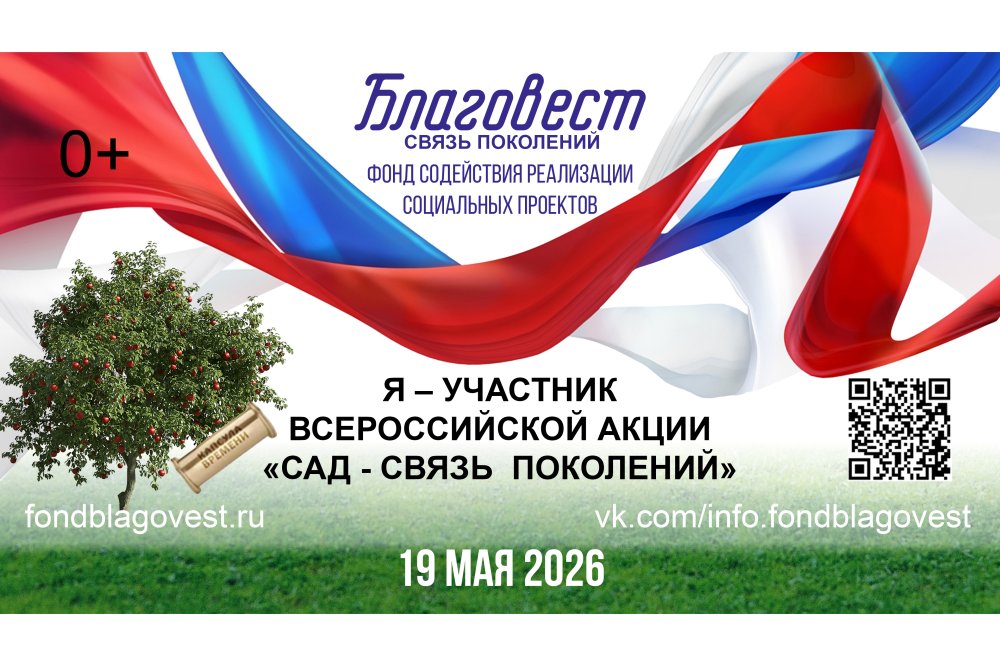 Благовест
СВЯЗЬ ПОКОЛЕНИЙ
ФОНД СОДЕЙСТВИЯ РЕАЛИЗАЦИИ
СОЦИАЛЬНЫХ ПРОЕКТОВ
0+
Я – УЧАСТНИК
ВСЕРОССИЙСКОЙ АКЦИИ
«САД - СВЯЗЬ ПОКОЛЕНИЙ»
КАПСУЛА
ВРЕМЕНИ
fondblagovest.ru
vk.com/info.fondblagovest
19 МАЯ 2026